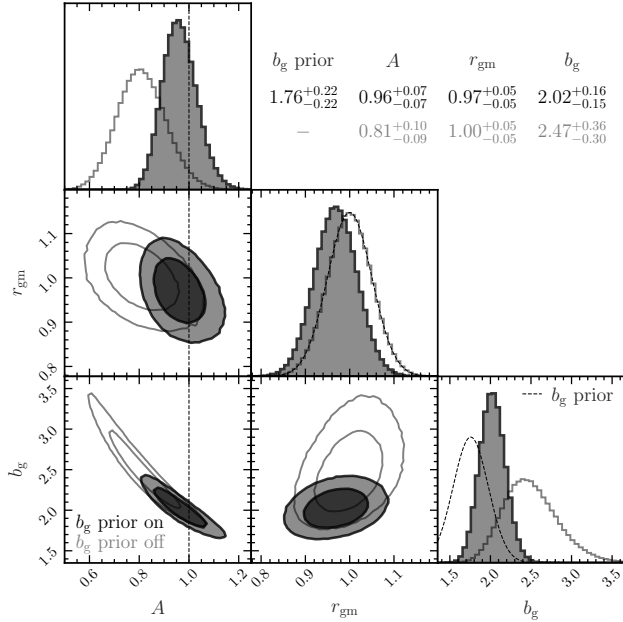 b_g prior A r_gm b_g
1.76^{+0.22}_{-0.22} 0.96^{+0.07}_{-0.07} 0.97^{+0.05}_{-0.05} 2.02^{+0.16}_{-0.15}
– 0.81^{+0.10}_{-0.09} 1.00^{+0.05}_{-0.05} 2.47^{+0.36}_{-0.30}
r_gm
1.1
1.0
0.9
0.8
b_g
3.5
3.0
2.5
2.0
1.5
b_g prior on
b_g prior off
b_g prior
0.6 0.8 1.0 1.2 0.8 0.9 1.0 1.1 1.5 2.0 2.5 3.0 3.5
A r_gm b_g